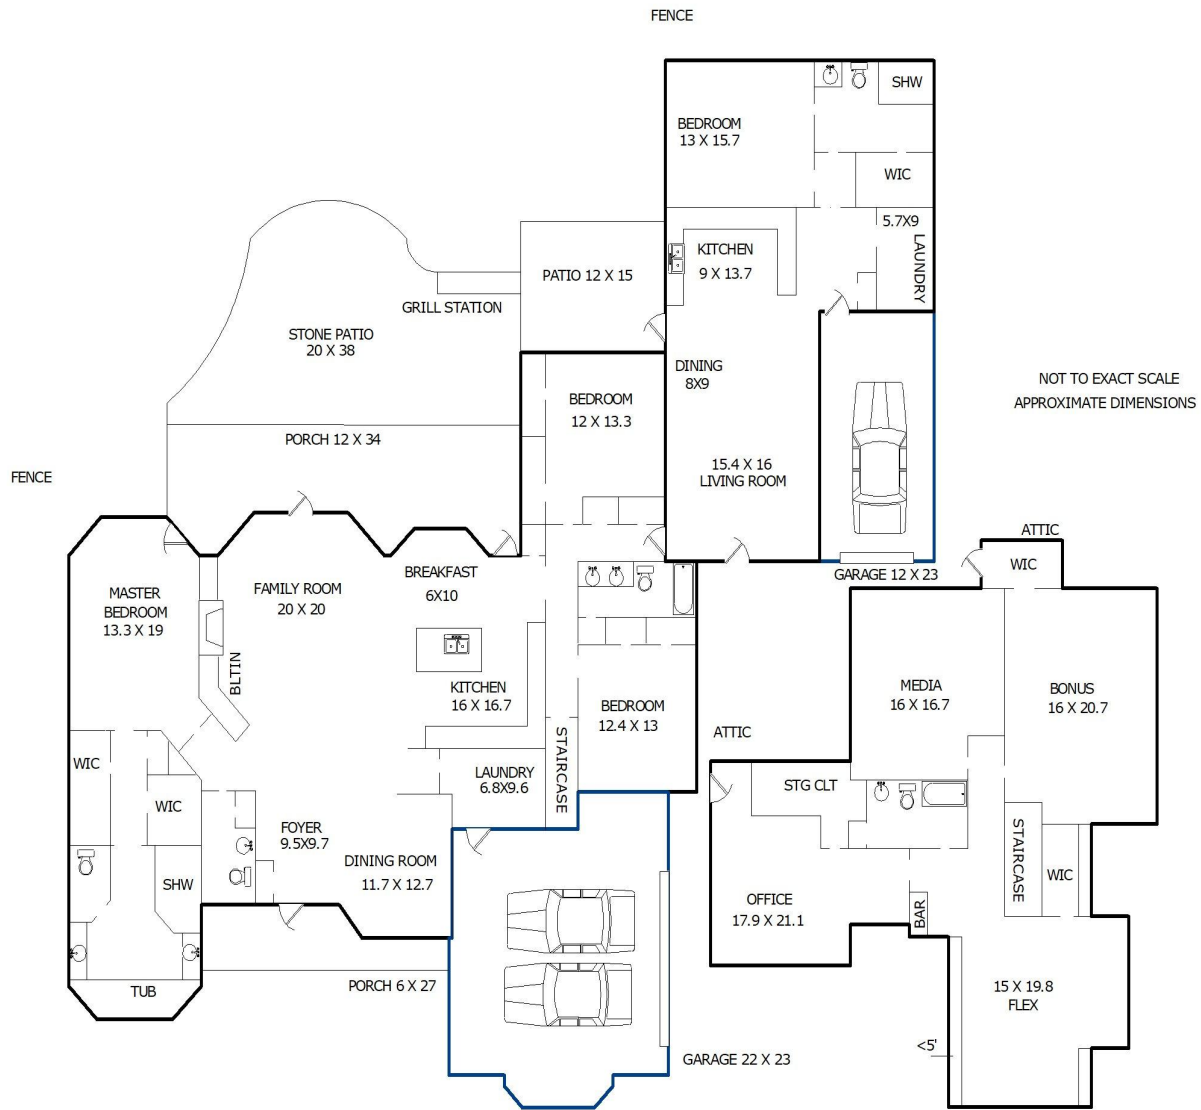 FENCE
SHW
BEDROOM
13 X 15.7
WIC
5.7X9
LAUNDRY
KITCHEN
9 X 13.7
PATIO 12 X 15
GRILL STATION
STONE PATIO
20 X 38
DINING
8X9
NOT TO EXACT SCALE
APPROXIMATE DIMENSIONS
BEDROOM
12 X 13.3
PORCH 12 X 34
15.4 X 16
LIVING ROOM
FENCE
ATTIC
WIC
GARAGE 12 X 23
BREAKFAST
6X10
FAMILY ROOM
20 X 20
MASTER
BEDROOM
13.3 X 19
BLTIN
KITCHEN
16 X 16.7
BEDROOM
12.4 X 13
MEDIA
16 X 16.7
BONUS
16 X 20.7
ATTIC
STAIRCASE
WIC
LAUNDRY
6.8X9.6
STG CLT
WIC
FOYER
9.5X9.7
STAIRCASE
DINING ROOM
11.7 X 12.7
SHW
WIC
OFFICE
17.9 X 21.1
BAR
TUB
PORCH 6 X 27
15 X 19.8
FLEX
<5'
GARAGE 22 X 23